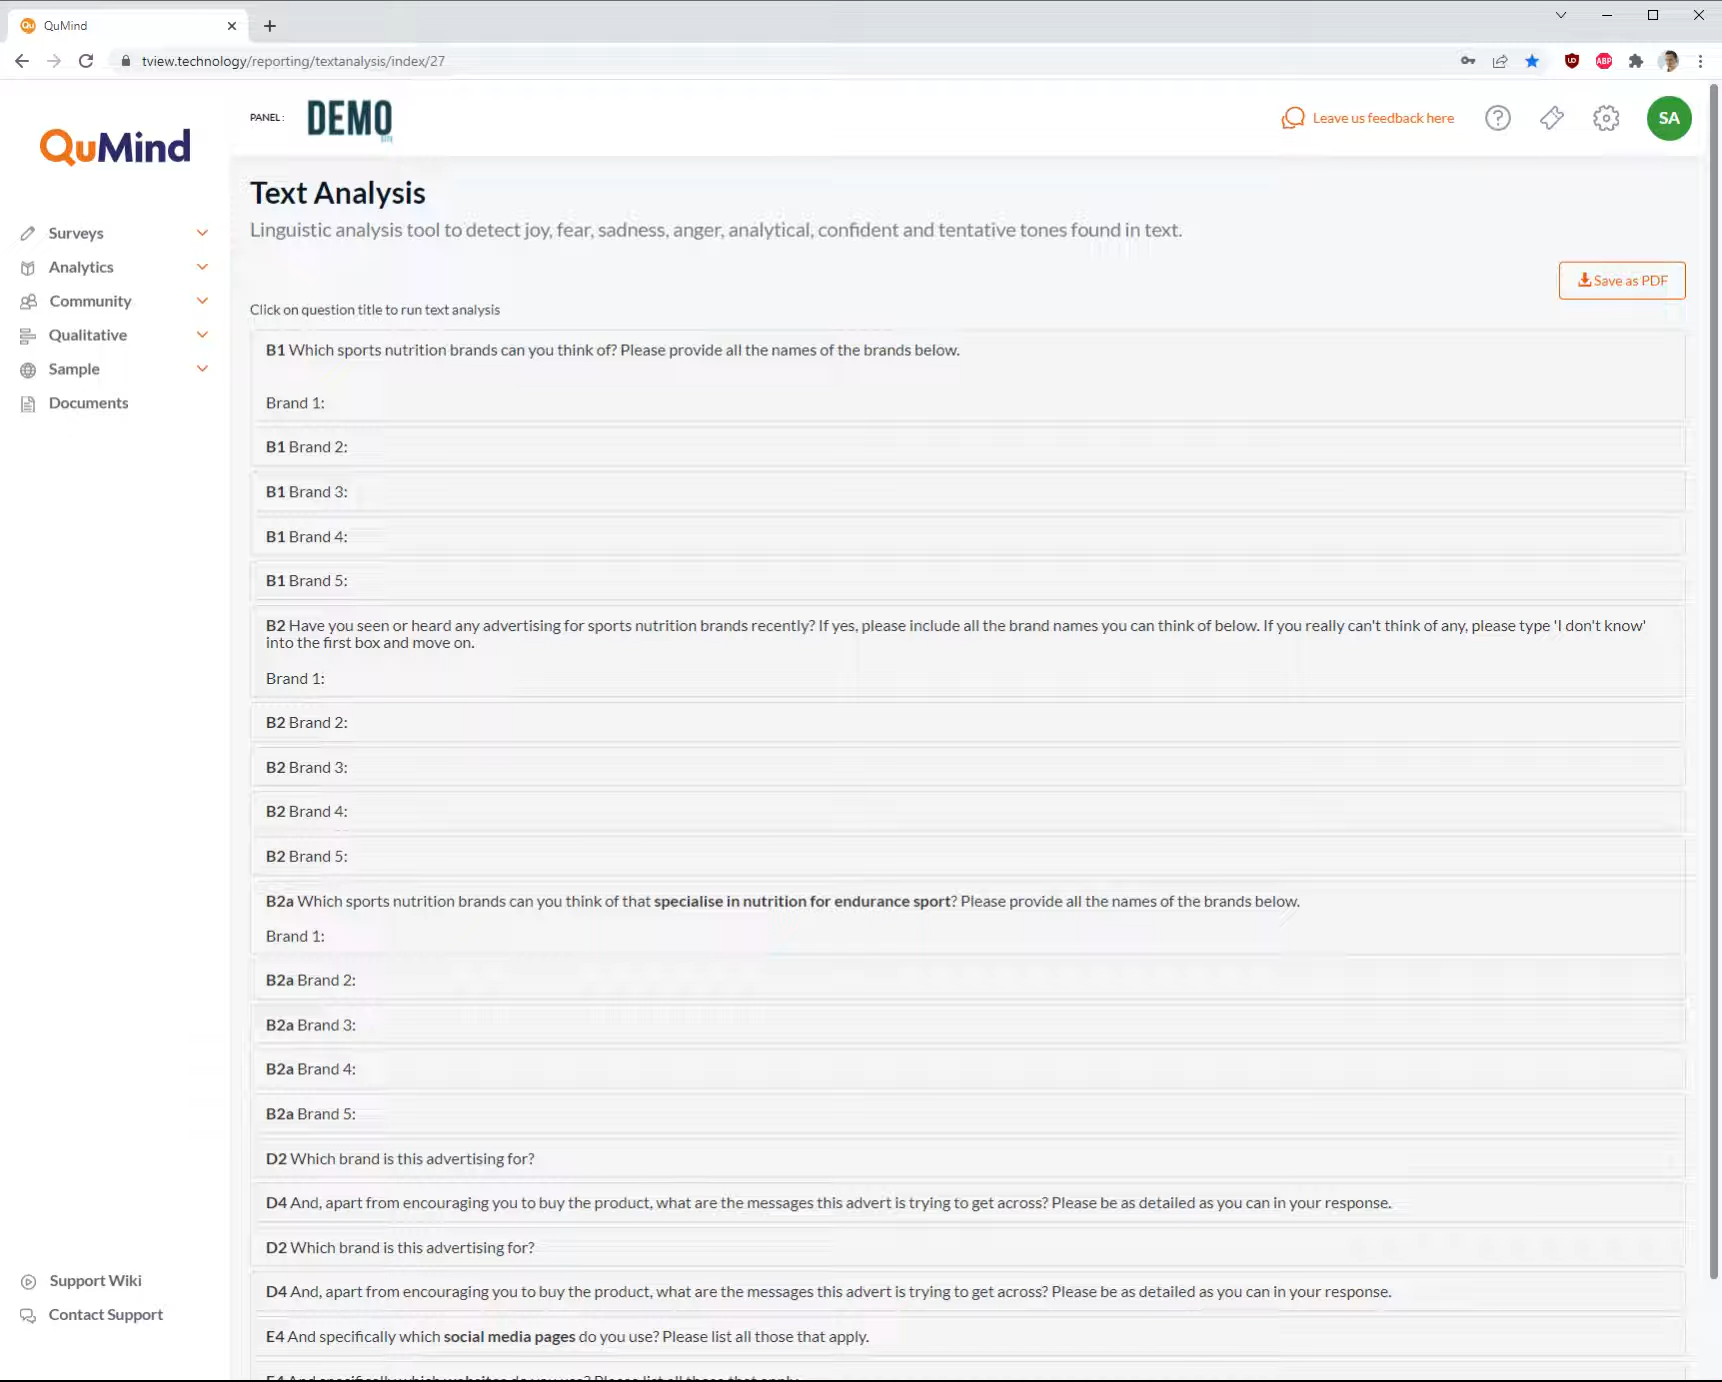 QuMind
tview.technology/reporting/textanalysis/index/27
ABP
QuMind
PANEL:
DEMO
Leave us feedback here
SA
Surveys
Analytics
Community
Qualitative
Sample
Documents
Text Analysis
Linguistic analysis tool to detect joy, fear, sadness, anger, analytical, confident and tentative tones found in text.
Save as PDF
Click on question title to run text analysis
B1 Which sports nutrition brands can you think of? Please provide all the names of the brands below.
Brand 1:
B1 Brand 2:
B1 Brand 3:
B1 Brand 4:
B1 Brand 5:
B2 Have you seen or heard any advertising for sports nutrition brands recently? If yes, please include all the brand names you can think of below. If you really can't think of any, please type 'I don't know'
into the first box and move on.
Brand 1:
B2 Brand 2:
B2 Brand 3:
B2 Brand 4:
B2 Brand 5:
B2a Which sports nutrition brands can you think of that specialise in nutrition for endurance sport? Please provide all the names of the brands below.
Brand 1:
B2a Brand 2:
B2a Brand 3:
B2a Brand 4:
B2a Brand 5:
D2 Which brand is this advertising for?
D4 And, apart from encouraging you to buy the product, what are the messages this advert is trying to get across? Please be as detailed as you can in your response.
D2 Which brand is this advertising for?
D4 And, apart from encouraging you to buy the product, what are the messages this advert is trying to get across? Please be as detailed as you can in your response.
E4 And specifically which social media pages do you use? Please list all those that apply.
Support Wiki
Contact Support